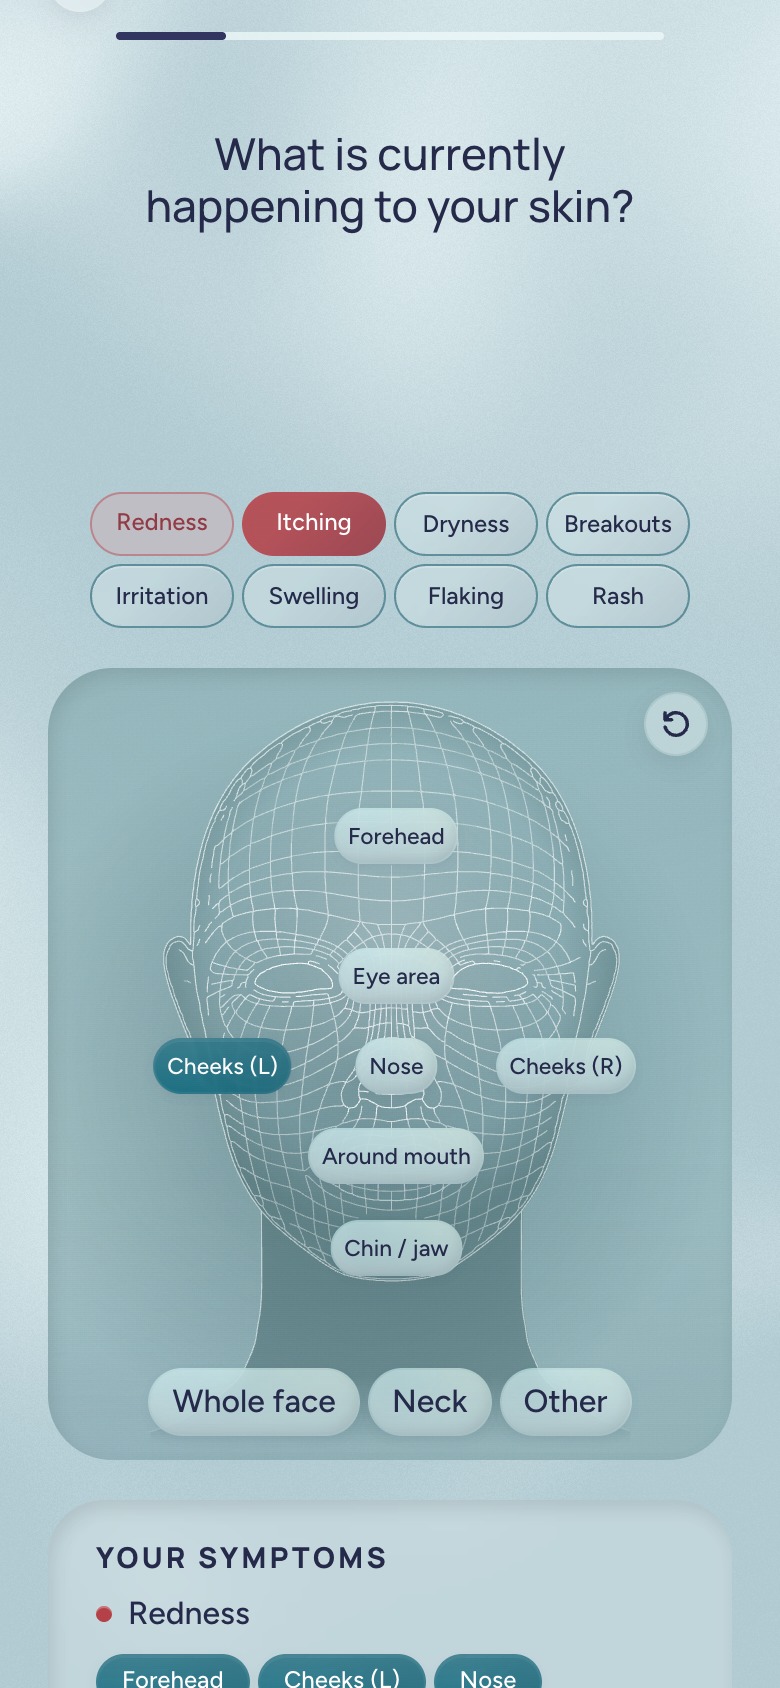 What is currently
happening to your skin?
Redness Itching Dryness Breakouts
Irritation Swelling Flaking Rash
Forehead
Eye area
Cheeks (L) Nose Cheeks (R)
Around mouth
Chin / jaw
Whole face Neck Other
YOUR SYMPTOMS
Redness
Forehead Cheeks (L) Nose